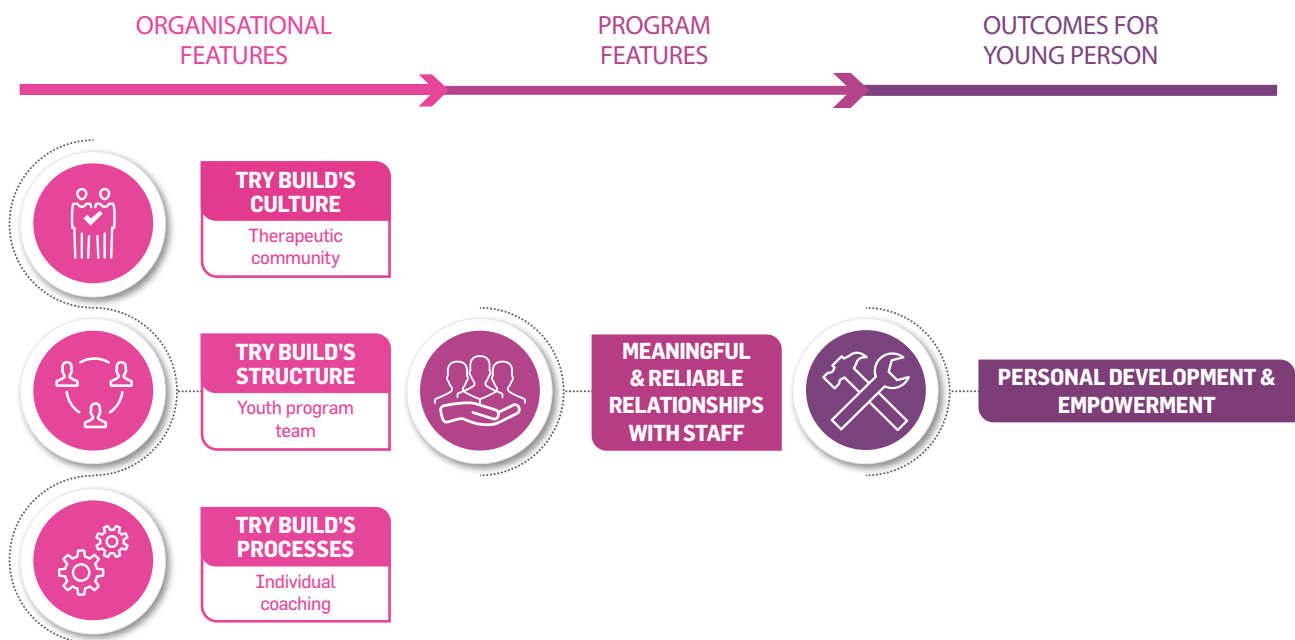 ORGANISATIONAL
FEATURES
PROGRAM
FEATURES
OUTCOMES FOR
YOUNG PERSON
TRY BUILD'S
CULTURE
Therapeutic
community
TRY BUILD'S
STRUCTURE
Youth program
team
MEANINGFUL
& RELIABLE
RELATIONSHIPS
WITH STAFF
PERSONAL DEVELOPMENT &
EMPOWERMENT
TRY BUILD'S
PROCESSES
Individual
coaching